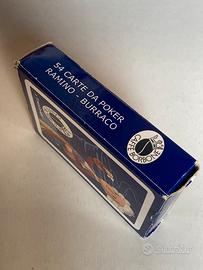 54 CARTE DA POKER
RAMINO - BURRACO
CAFFÈ BORBONE